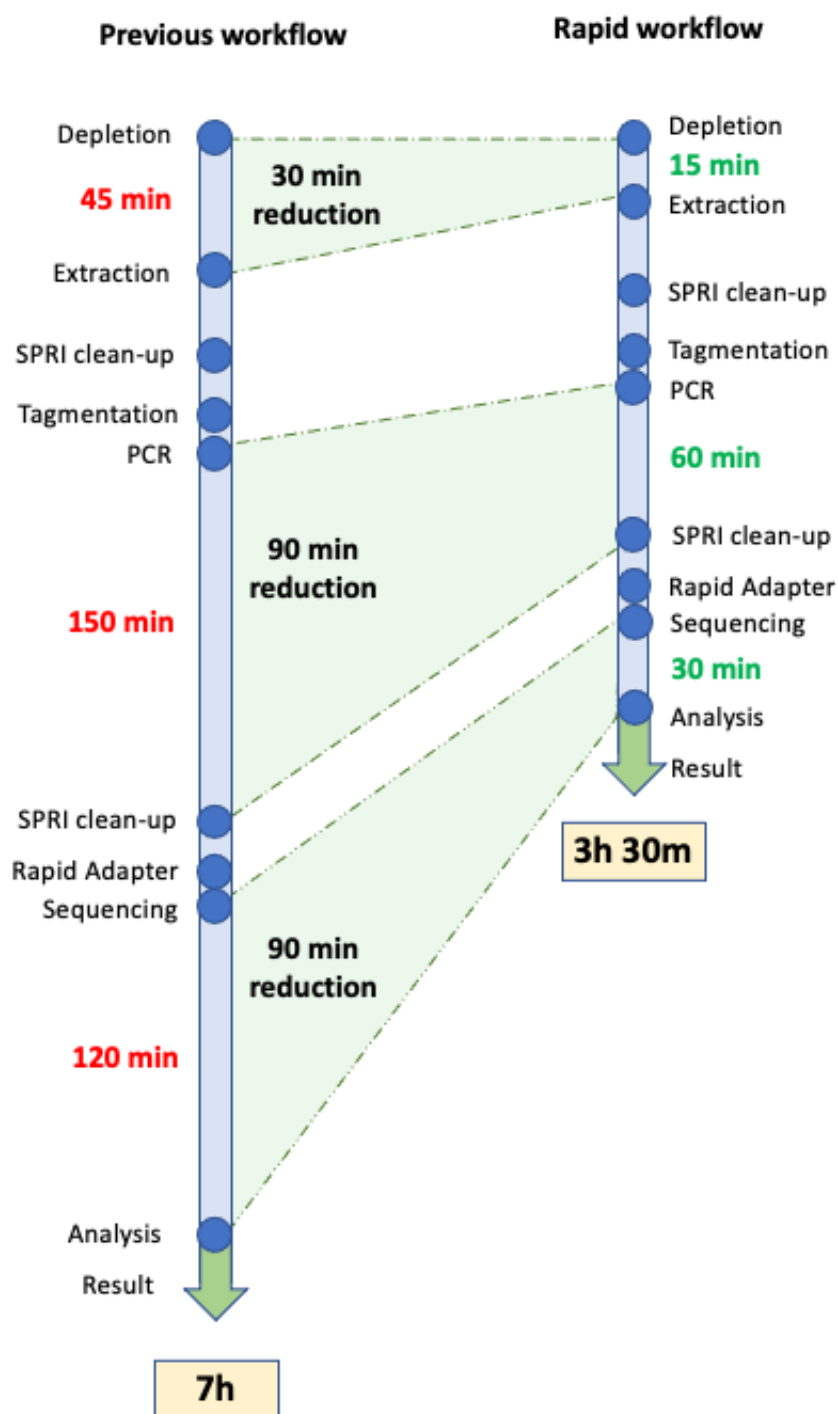 Previous workflow
Depletion
45 min
Extraction
SPRI clean-up
Tagmentation
PCR
150 min
SPRI clean-up
Rapid Adapter
Sequencing
120 min
Analysis
Result
7h
30 min
reduction
90 min
reduction
90 min
reduction
Rapid workflow
Depletion
15 min
Extraction
SPRI clean-up
Tagmentation
PCR
60 min
SPRI clean-up
Rapid Adapter
Sequencing
30 min
Analysis
Result
3h 30m